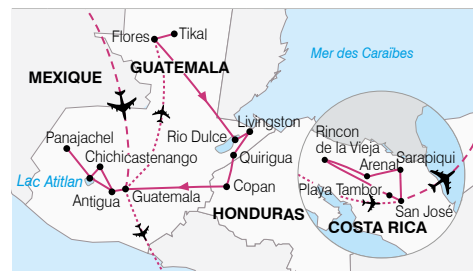 Flores
Tikal
Mer des Caraïbes
GUATEMALA
MEXIQUE
Livingston
Rio Dulce
Panajachel
Chichicastenango
Quirigua
Rincon
de la Vieja
Arenal
Sarapiqui
Lac Atitlan
Copan
Antigua
Guatemala
Playa Tambor
San José
HONDURAS
COSTA RICA